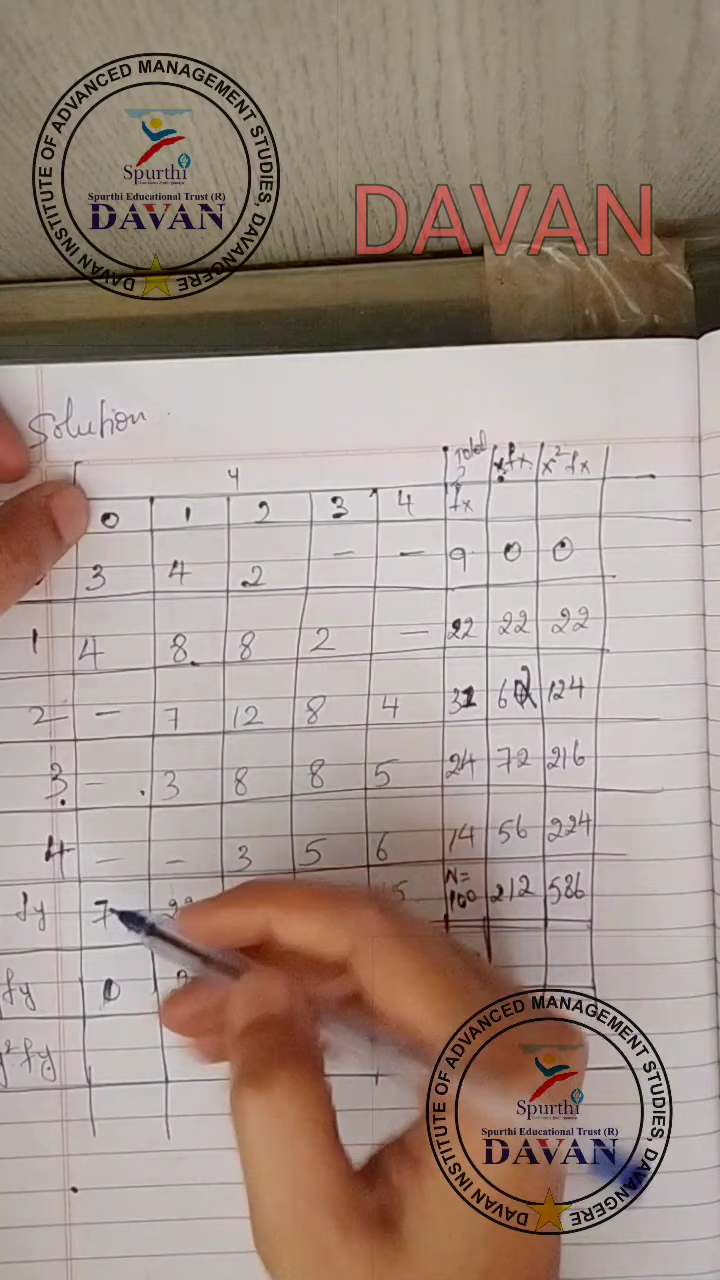 DAVAN INSTITUTE OF ADVANCED MANAGEMENT STUDIES, DAVANGERE
Spurthi
Spurthi Educational Trust (R)
DAVAN
DAVAN
Solution
y Total fx x²fx
0 1 2 3 4 fx
3 4 2 – – 9 0 0
1 4 8 8 2 – 22 22 22
2 – 7 12 8 4 31 62 124
3 – 3 8 8 5 24 72 216
4 – – 3 5 6 14 56 224
fy 7 22 15 N=100 212 586
fy 0
fy
DAVAN INSTITUTE OF ADVANCED MANAGEMENT STUDIES, DAVANGERE
Spurthi
Spurthi Educational Trust (R)
DAVAN